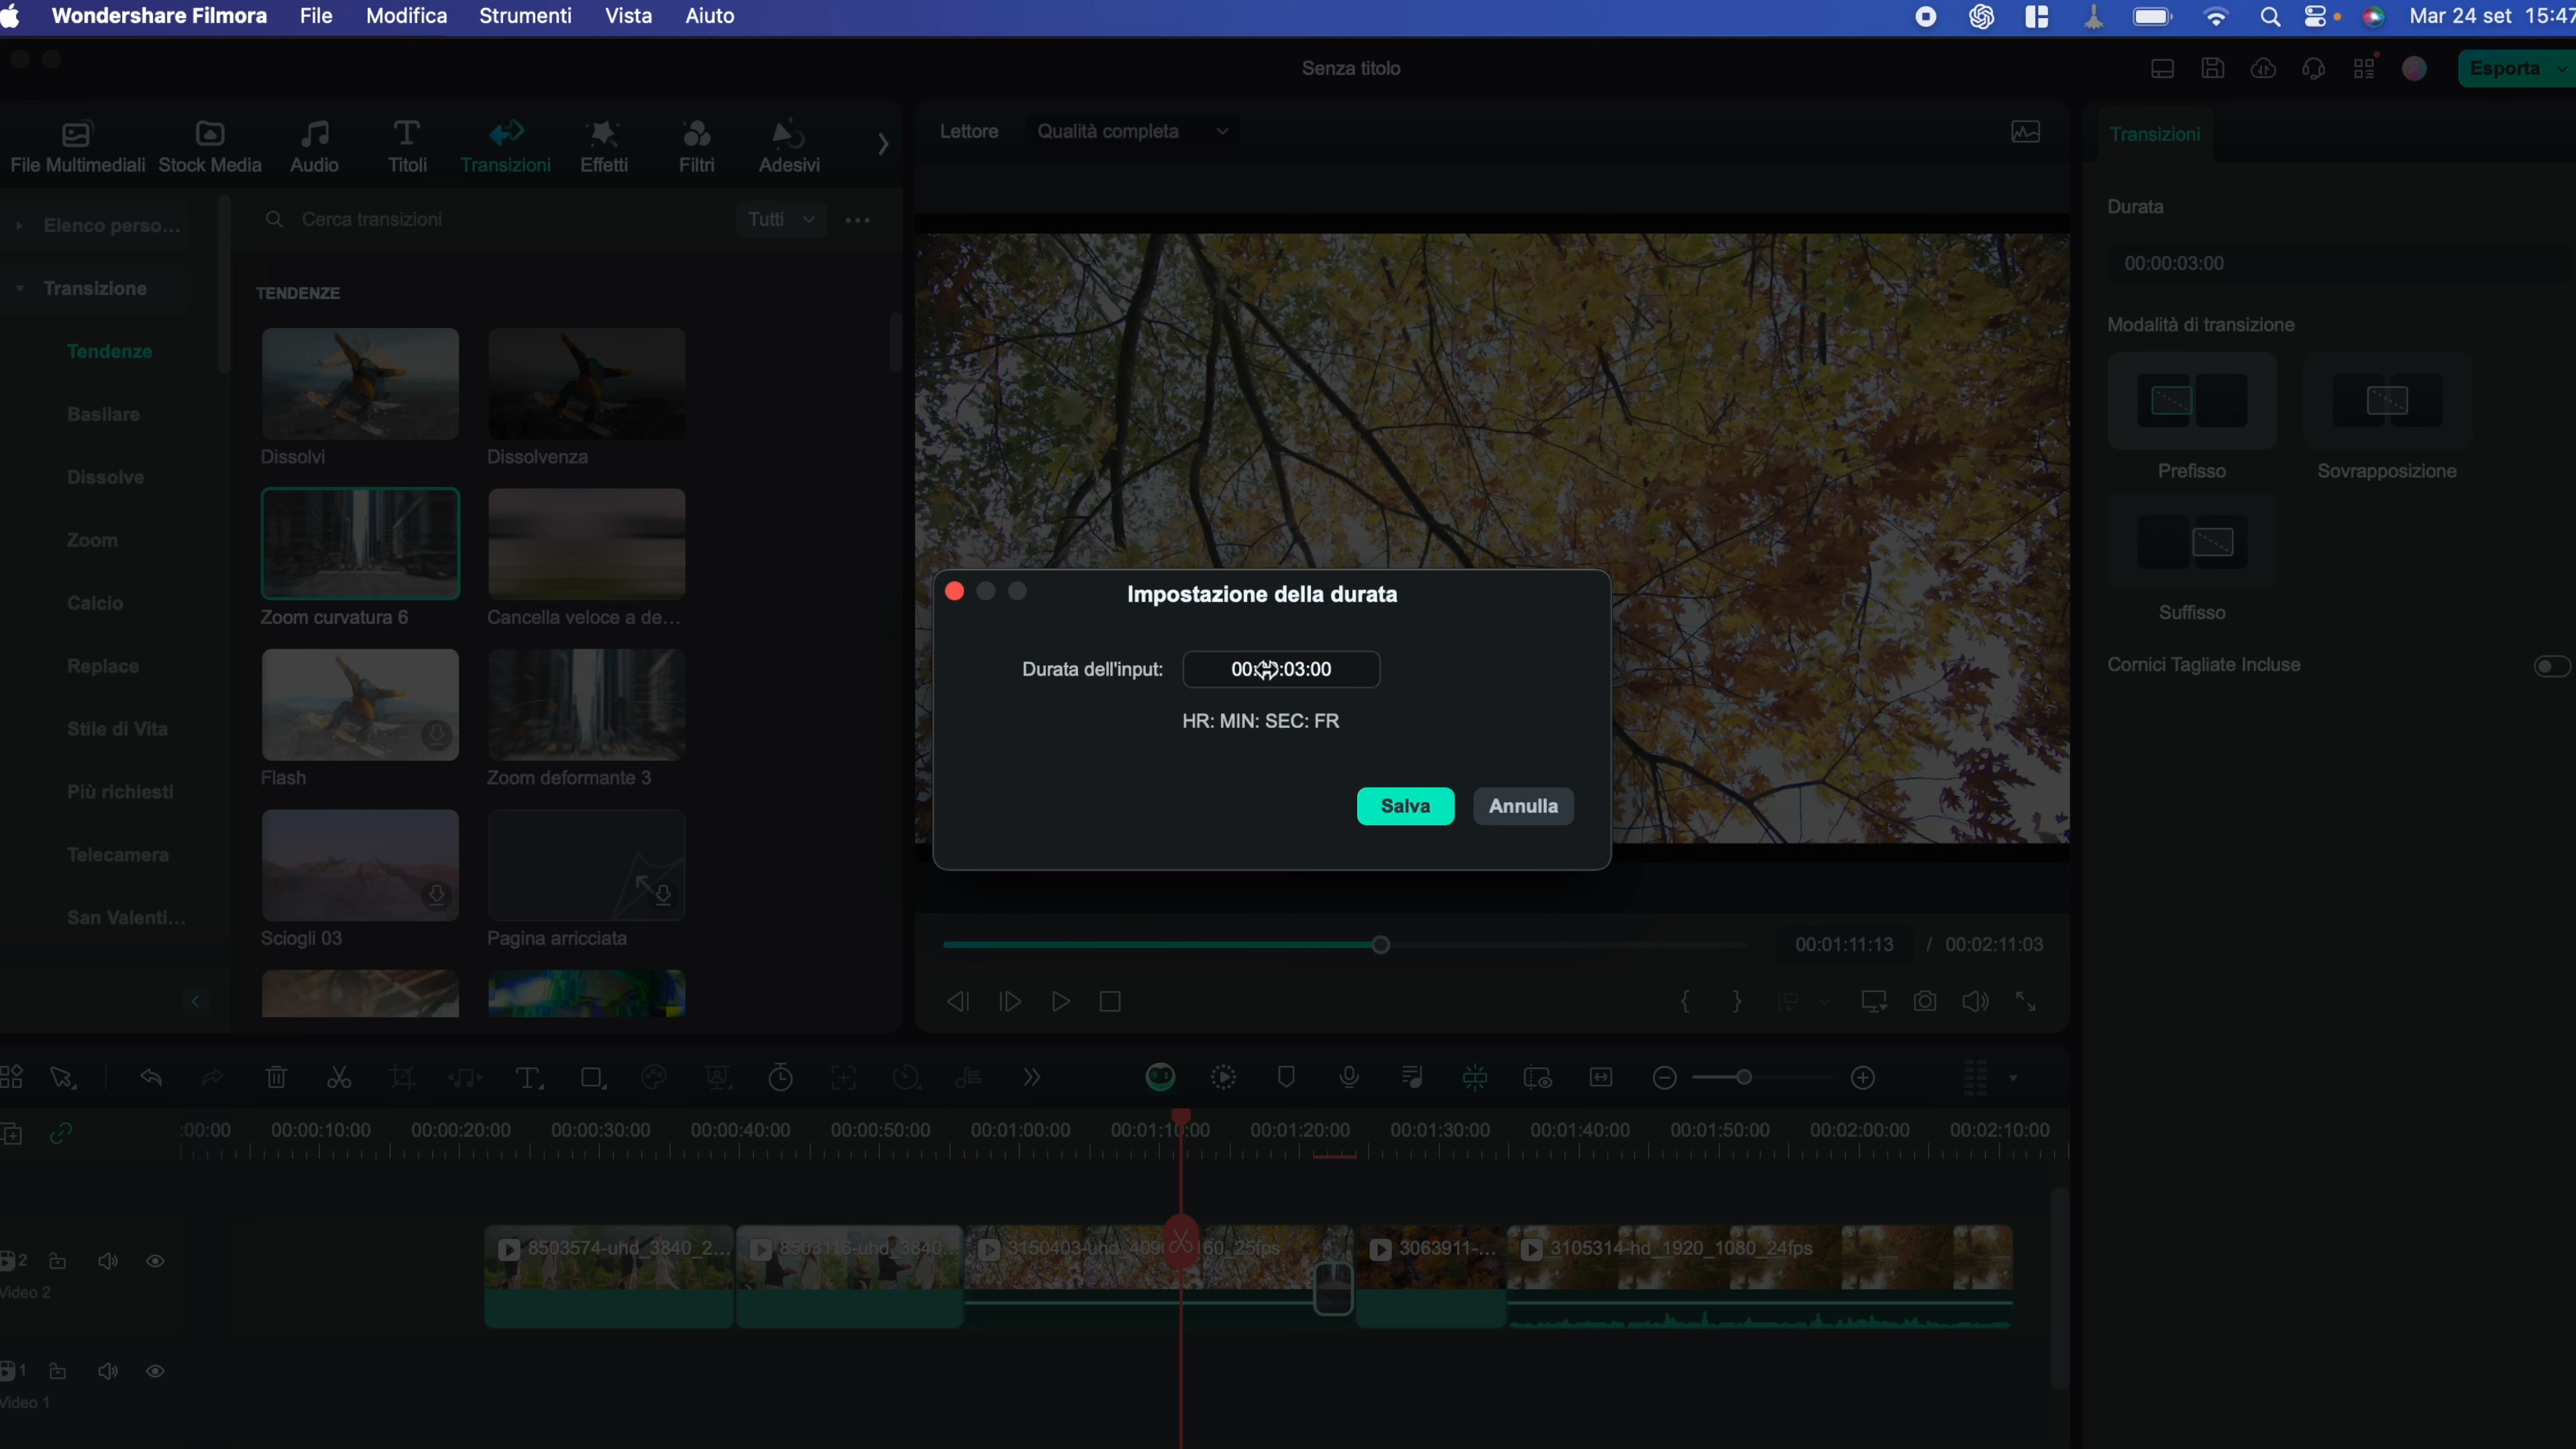 Wondershare Filmora File Modifica Strumenti Vista Aiuto Mar 24 set 15:47
Senza titolo
Esporta
File Multimediali Stock Media Audio Titoli Transizioni Effetti Filtri Adesivi
Lettore Qualità completa
Transizioni
Elenco perso...
Cerca transizioni Tutti
Durata
00:00:03:00
Transizione
TENDENZE
Modalità di transizione
Tendenze
Basilare
Dissolvi Dissolvenza
Prefisso Sovrapposizione
Dissolve
Zoom
Calcio
Zoom curvatura 6 Cancella veloce a de...
Suffisso
Replace
Cornici Tagliate Incluse
Stile di Vita
Flash Zoom deformante 3
Più richiesti
Telecamera
San Valenti...
Sciogli 03 Pagina arricciata
Impostazione della durata
Durata dell'input: 00: :03:00
HR: MIN: SEC: FR
Salva Annulla
00:01:11:13 / 00:02:11:03
:00:00 00:00:10:00 00:00:20:00 00:00:30:00 00:00:40:00 00:00:50:00 00:01:00:00 00:01:10:00 00:01:20:00 00:01:30:00 00:01:40:00 00:01:50:00 00:02:00:00 00:02:10:00
8503574-uhd_3840_2... 8503116-uhd_3840... 3150403-uhd_409 60_25fps 3063911-... 3105314-hd_1920_1080_24fps
2
Video 2
1
Video 1